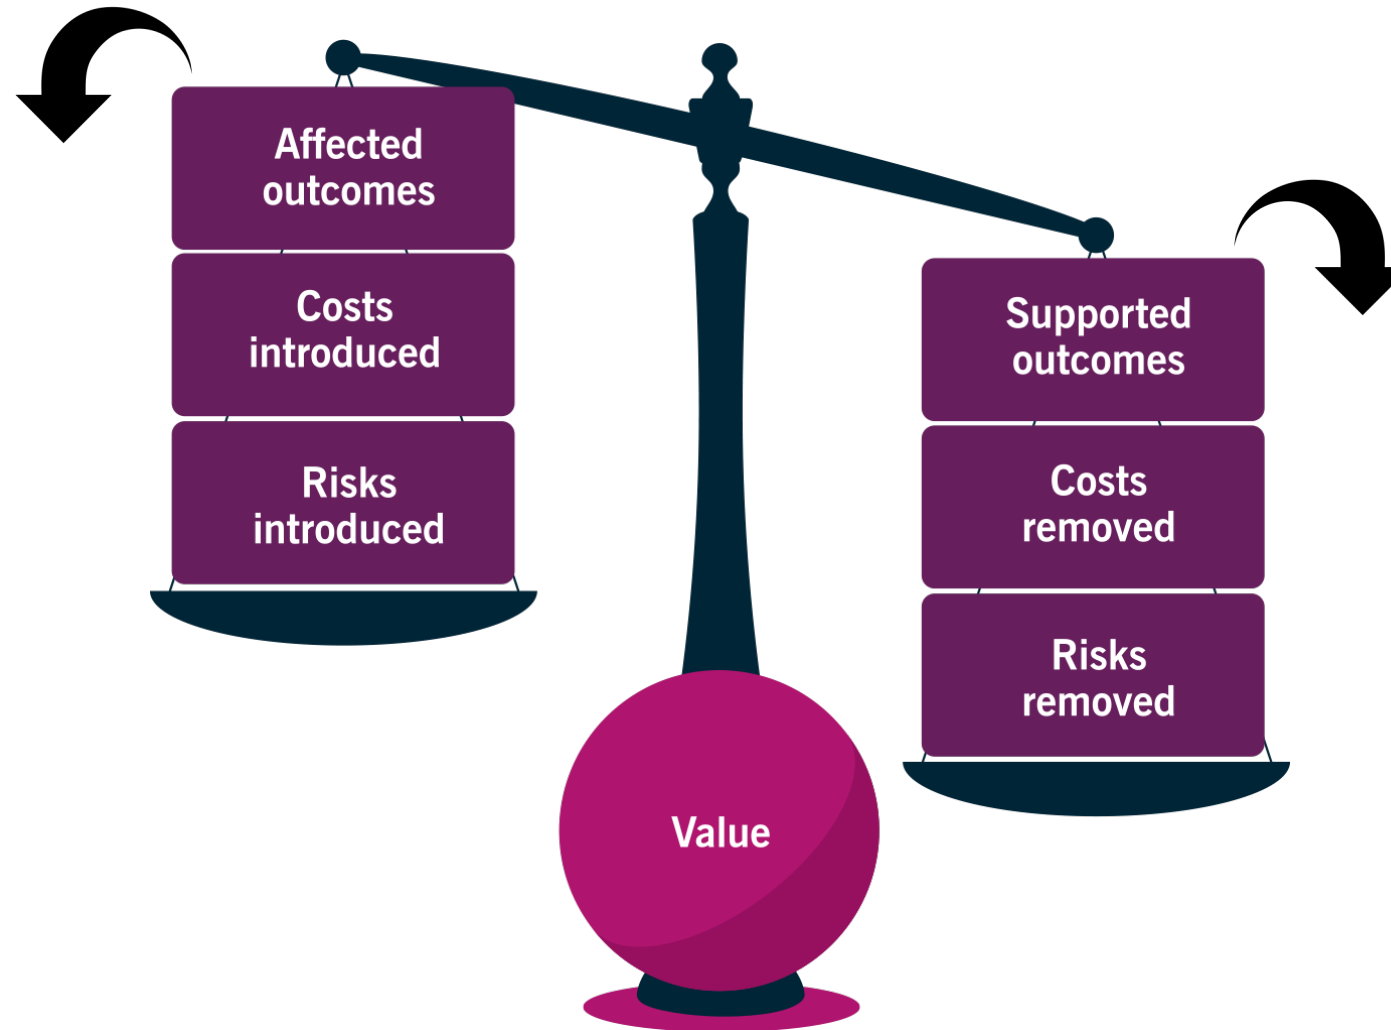 Affected
outcomes
Costs
introduced
Risks
introduced
Supported
outcomes
Costs
removed
Risks
removed
Value